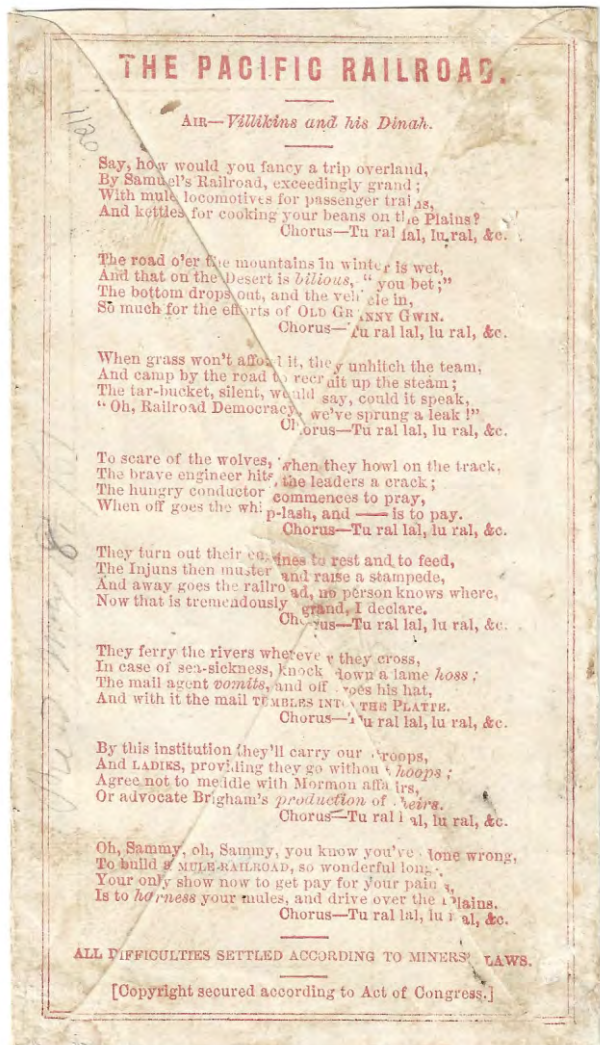 THE PACIFIC RAILROAD.
AIR—Villikins and his Dinah.
1120
Say, how would you fancy a trip overland,
By Samuel's Railroad, exceedingly grand;
With mule locomotives for passenger trains,
And kettles for cooking your beans on the Plains?
Chorus—Tu ral lal, lu ral, &c.
The road o'er the mountains in winter is wet,
And that on the Desert is bilious, "you bet;"
The bottom drops out, and the vehicle in,
So much for the efforts of OLD GRANNY GWIN.
Chorus—Tu ral lal, lu ral, &c.
When grass won't afford it, they unhitch the team,
And camp by the road to recruit up the steam;
The tar-bucket, silent, would say, could it speak,
"Oh, Railroad Democracy, we've sprung a leak!"
Chorus—Tu ral lal, lu ral, &c.
To scare of the wolves, when they howl on the track,
The brave engineer hits, the leaders a crack;
The hungry conductor commences to pray,
When off goes the whip-lash, and —— is to pay.
Chorus—Tu ral lal, lu ral, &c.
They turn out their engines to rest and to feed,
The Injuns then muster and raise a stampede,
And away goes the railroad, no person knows where,
Now that is tremendously grand, I declare.
Chorus—Tu ral lal, lu ral, &c.
They ferry the rivers wherever they cross,
In case of sea-sickness, knock down a lame hoss;
The mail agent vomits, and off goes his hat,
And with it the mail TUMBLES INTO THE PLATTE.
Chorus—Tu ral lal, lu ral, &c.
By this institution they'll carry our troops,
And LADIES, providing they go without hoops;
Agree not to meddle with Mormon affairs,
Or advocate Brigham's production of heirs.
Chorus—Tu ral lal, lu ral, &c.
Oh, Sammy, oh, Sammy, you know you've done wrong,
To build a MULE-RAILROAD, so wonderful long,
Your only show now to get pay for your pains,
Is to harness your mules, and drive over the Plains.
Chorus—Tu ral lal, lu ral, &c.
ALL DIFFICULTIES SETTLED ACCORDING TO MINERS' LAWS.
[Copyright secured according to Act of Congress.]